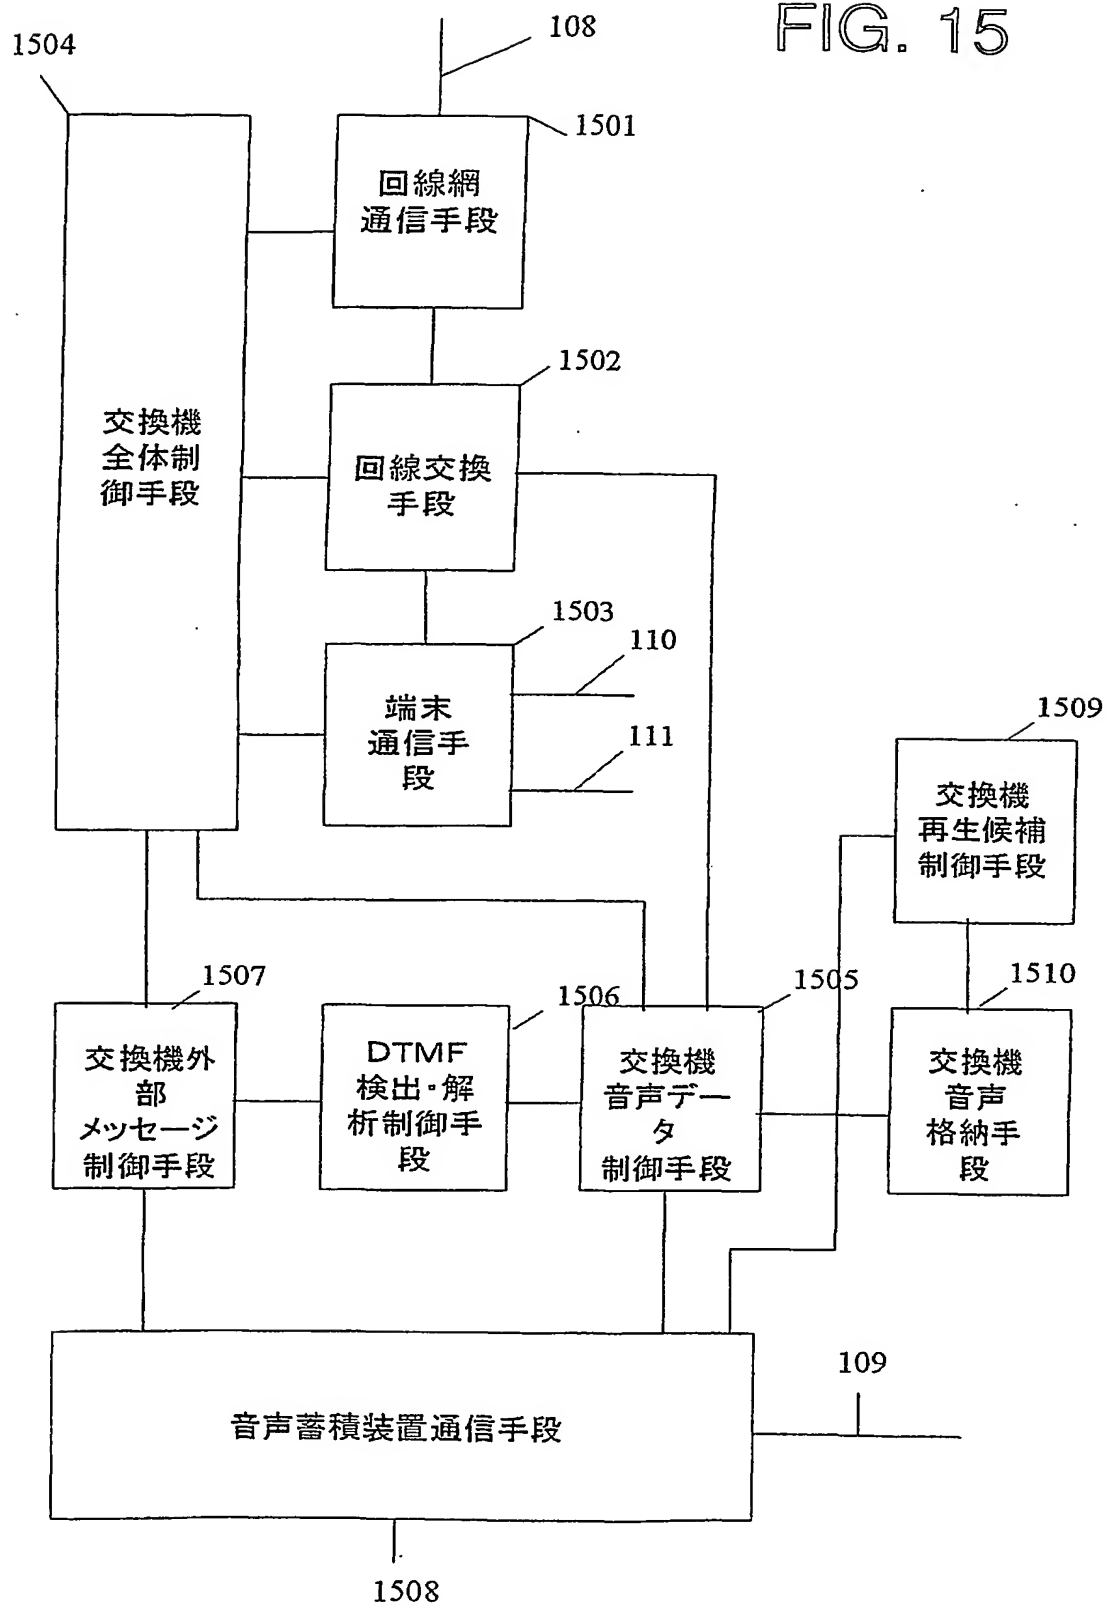 FIG. 15
108
1504
1501
回線網
通信手段
1502
交換機
全体制
御手段
回線交換
手段
1503
110
端末
通信手
段
111
1509
交換機
再生候補
制御手段
1507
1506
1505
1510
交換機外
部
メッセージ
制御手段
DTMF
検出・解
析制御手
段
交換機
音声デー
タ
制御手段
交換機
音声
格納手
段
109
音声蓄積装置通信手段
1508